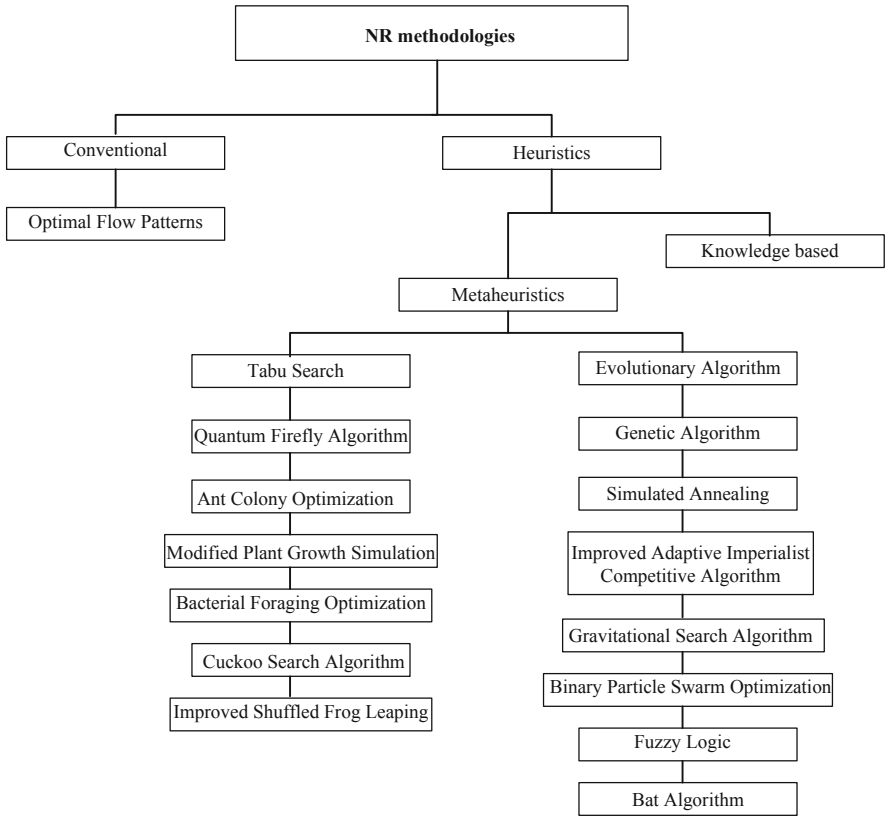 NR methodologies
Conventional
Heuristics
Optimal Flow Patterns
Knowledge based
Metaheuristics
Tabu Search
Quantum Firefly Algorithm
Ant Colony Optimization
Modified Plant Growth Simulation
Bacterial Foraging Optimization
Cuckoo Search Algorithm
Improved Shuffled Frog Leaping
Evolutionary Algorithm
Genetic Algorithm
Simulated Annealing
Improved Adaptive Imperialist
Competitive Algorithm
Gravitational Search Algorithm
Binary Particle Swarm Optimization
Fuzzy Logic
Bat Algorithm